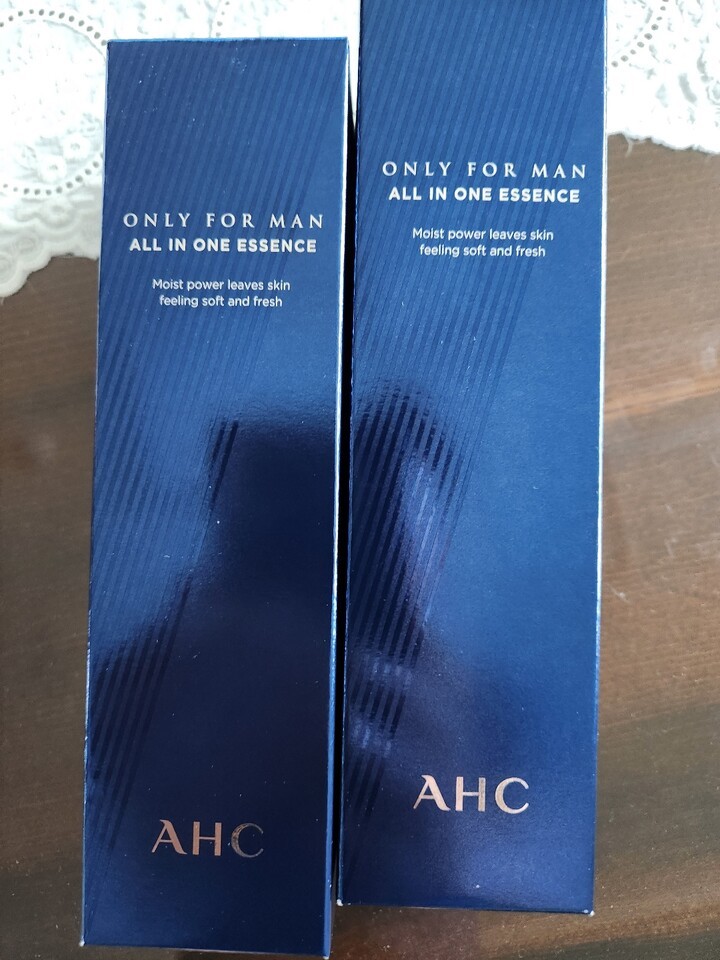 ONLY FOR MAN
ALL IN ONE ESSENCE
Moist power leaves skin
feeling soft and fresh
AHC
ONLY FOR MAN
ALL IN ONE ESSENCE
Moist power leaves skin
feeling soft and fresh
AHC